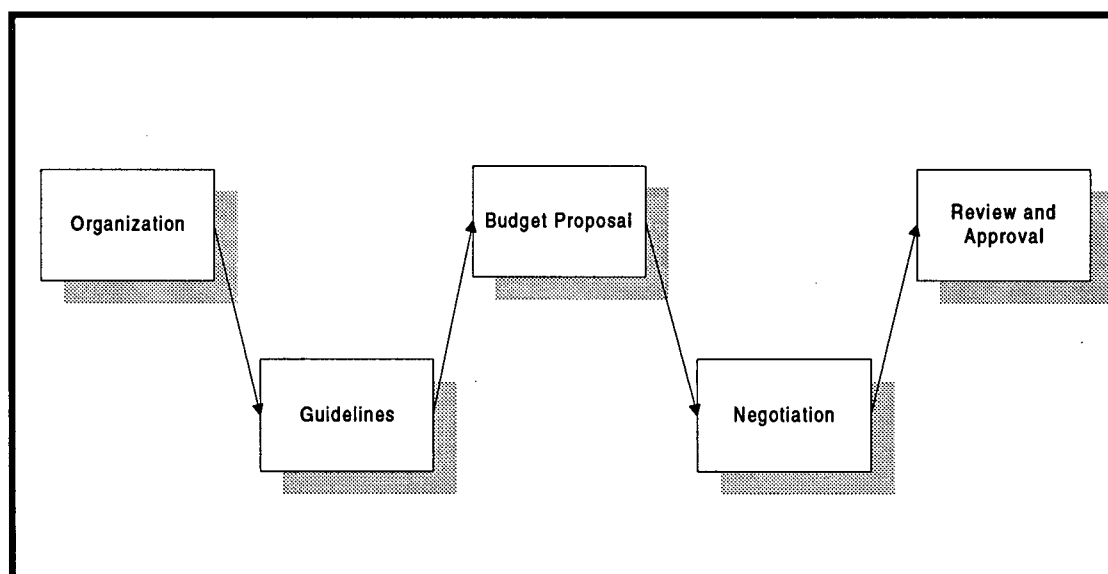 Organization
Guidelines
Budget Proposal
Negotiation
Review and
Approval